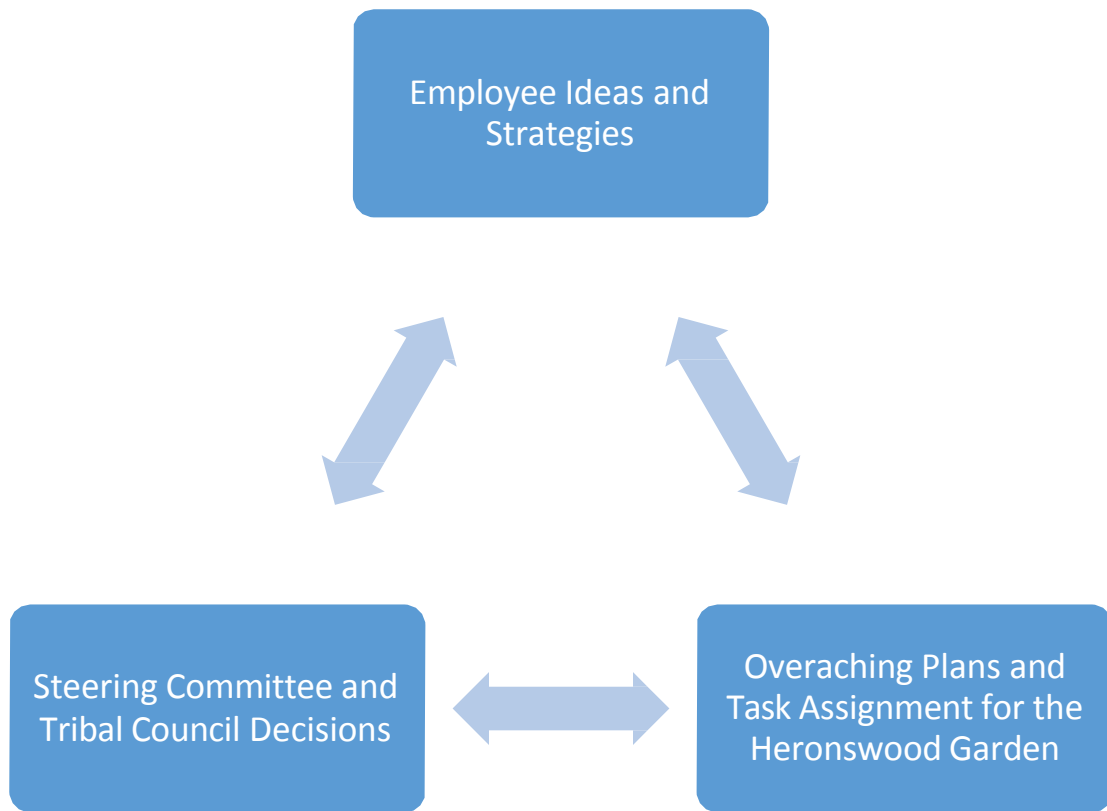 Employee Ideas and
Strategies
Steering Committee and
Tribal Council Decisions
Overaching Plans and
Task Assignment for the
Heronswood Garden